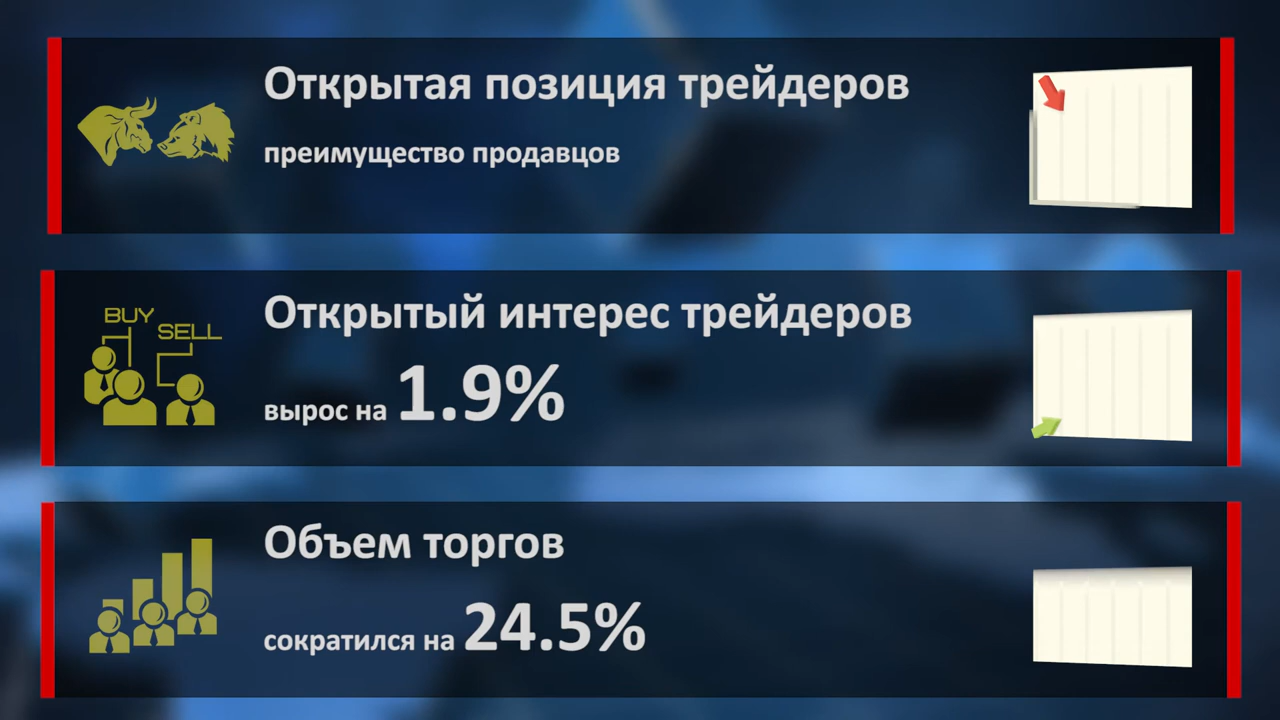 Открытая позиция трейдеров
преимущество продавцов
BUY
SELL
Открытый интерес трейдеров
вырос на 1.9%
Объем торгов
сократился на 24.5%